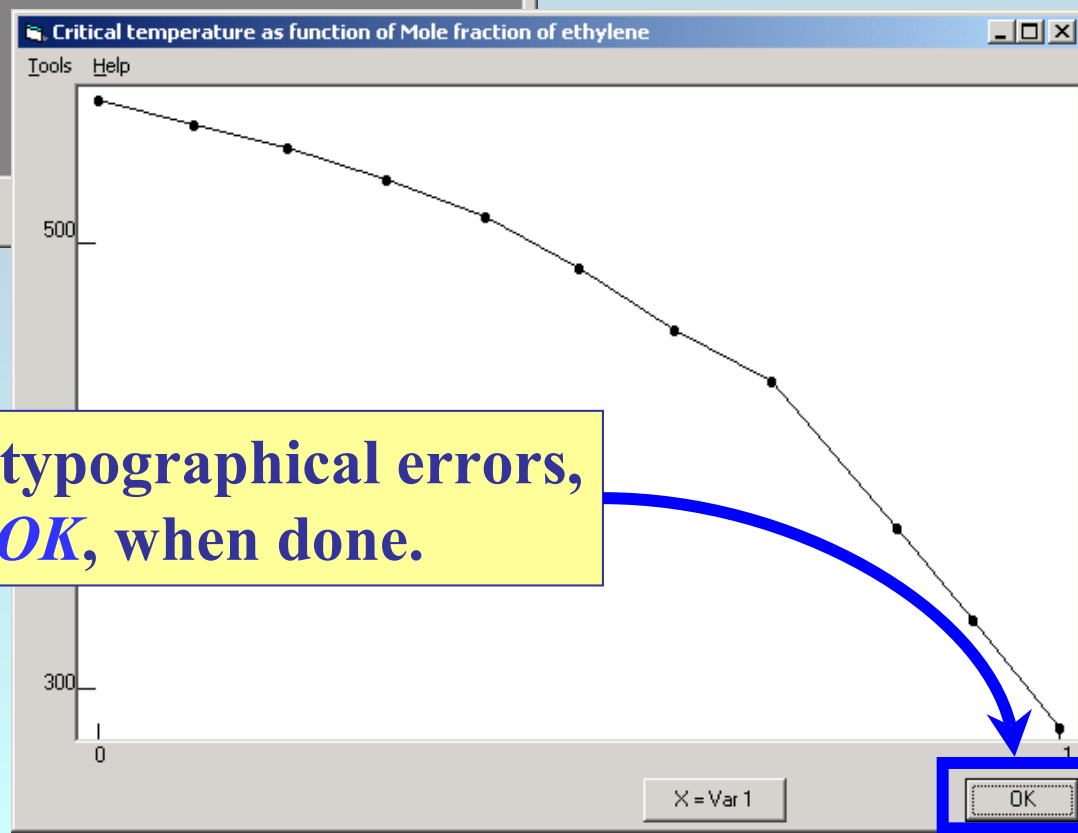 Critical temperature as function of Mole fraction of ethylene
Tools Help
500
typographical errors,
OK, when done.
300
0 1
X = Var 1 OK